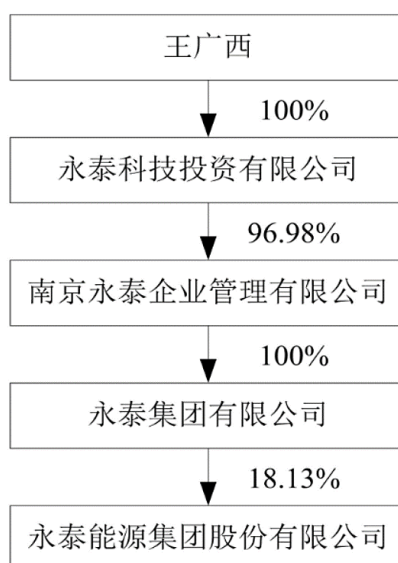 王广西
100%
永泰科技投资有限公司
96.98%
南京永泰企业管理有限公司
100%
永泰集团有限公司
18.13%
永泰能源集团股份有限公司